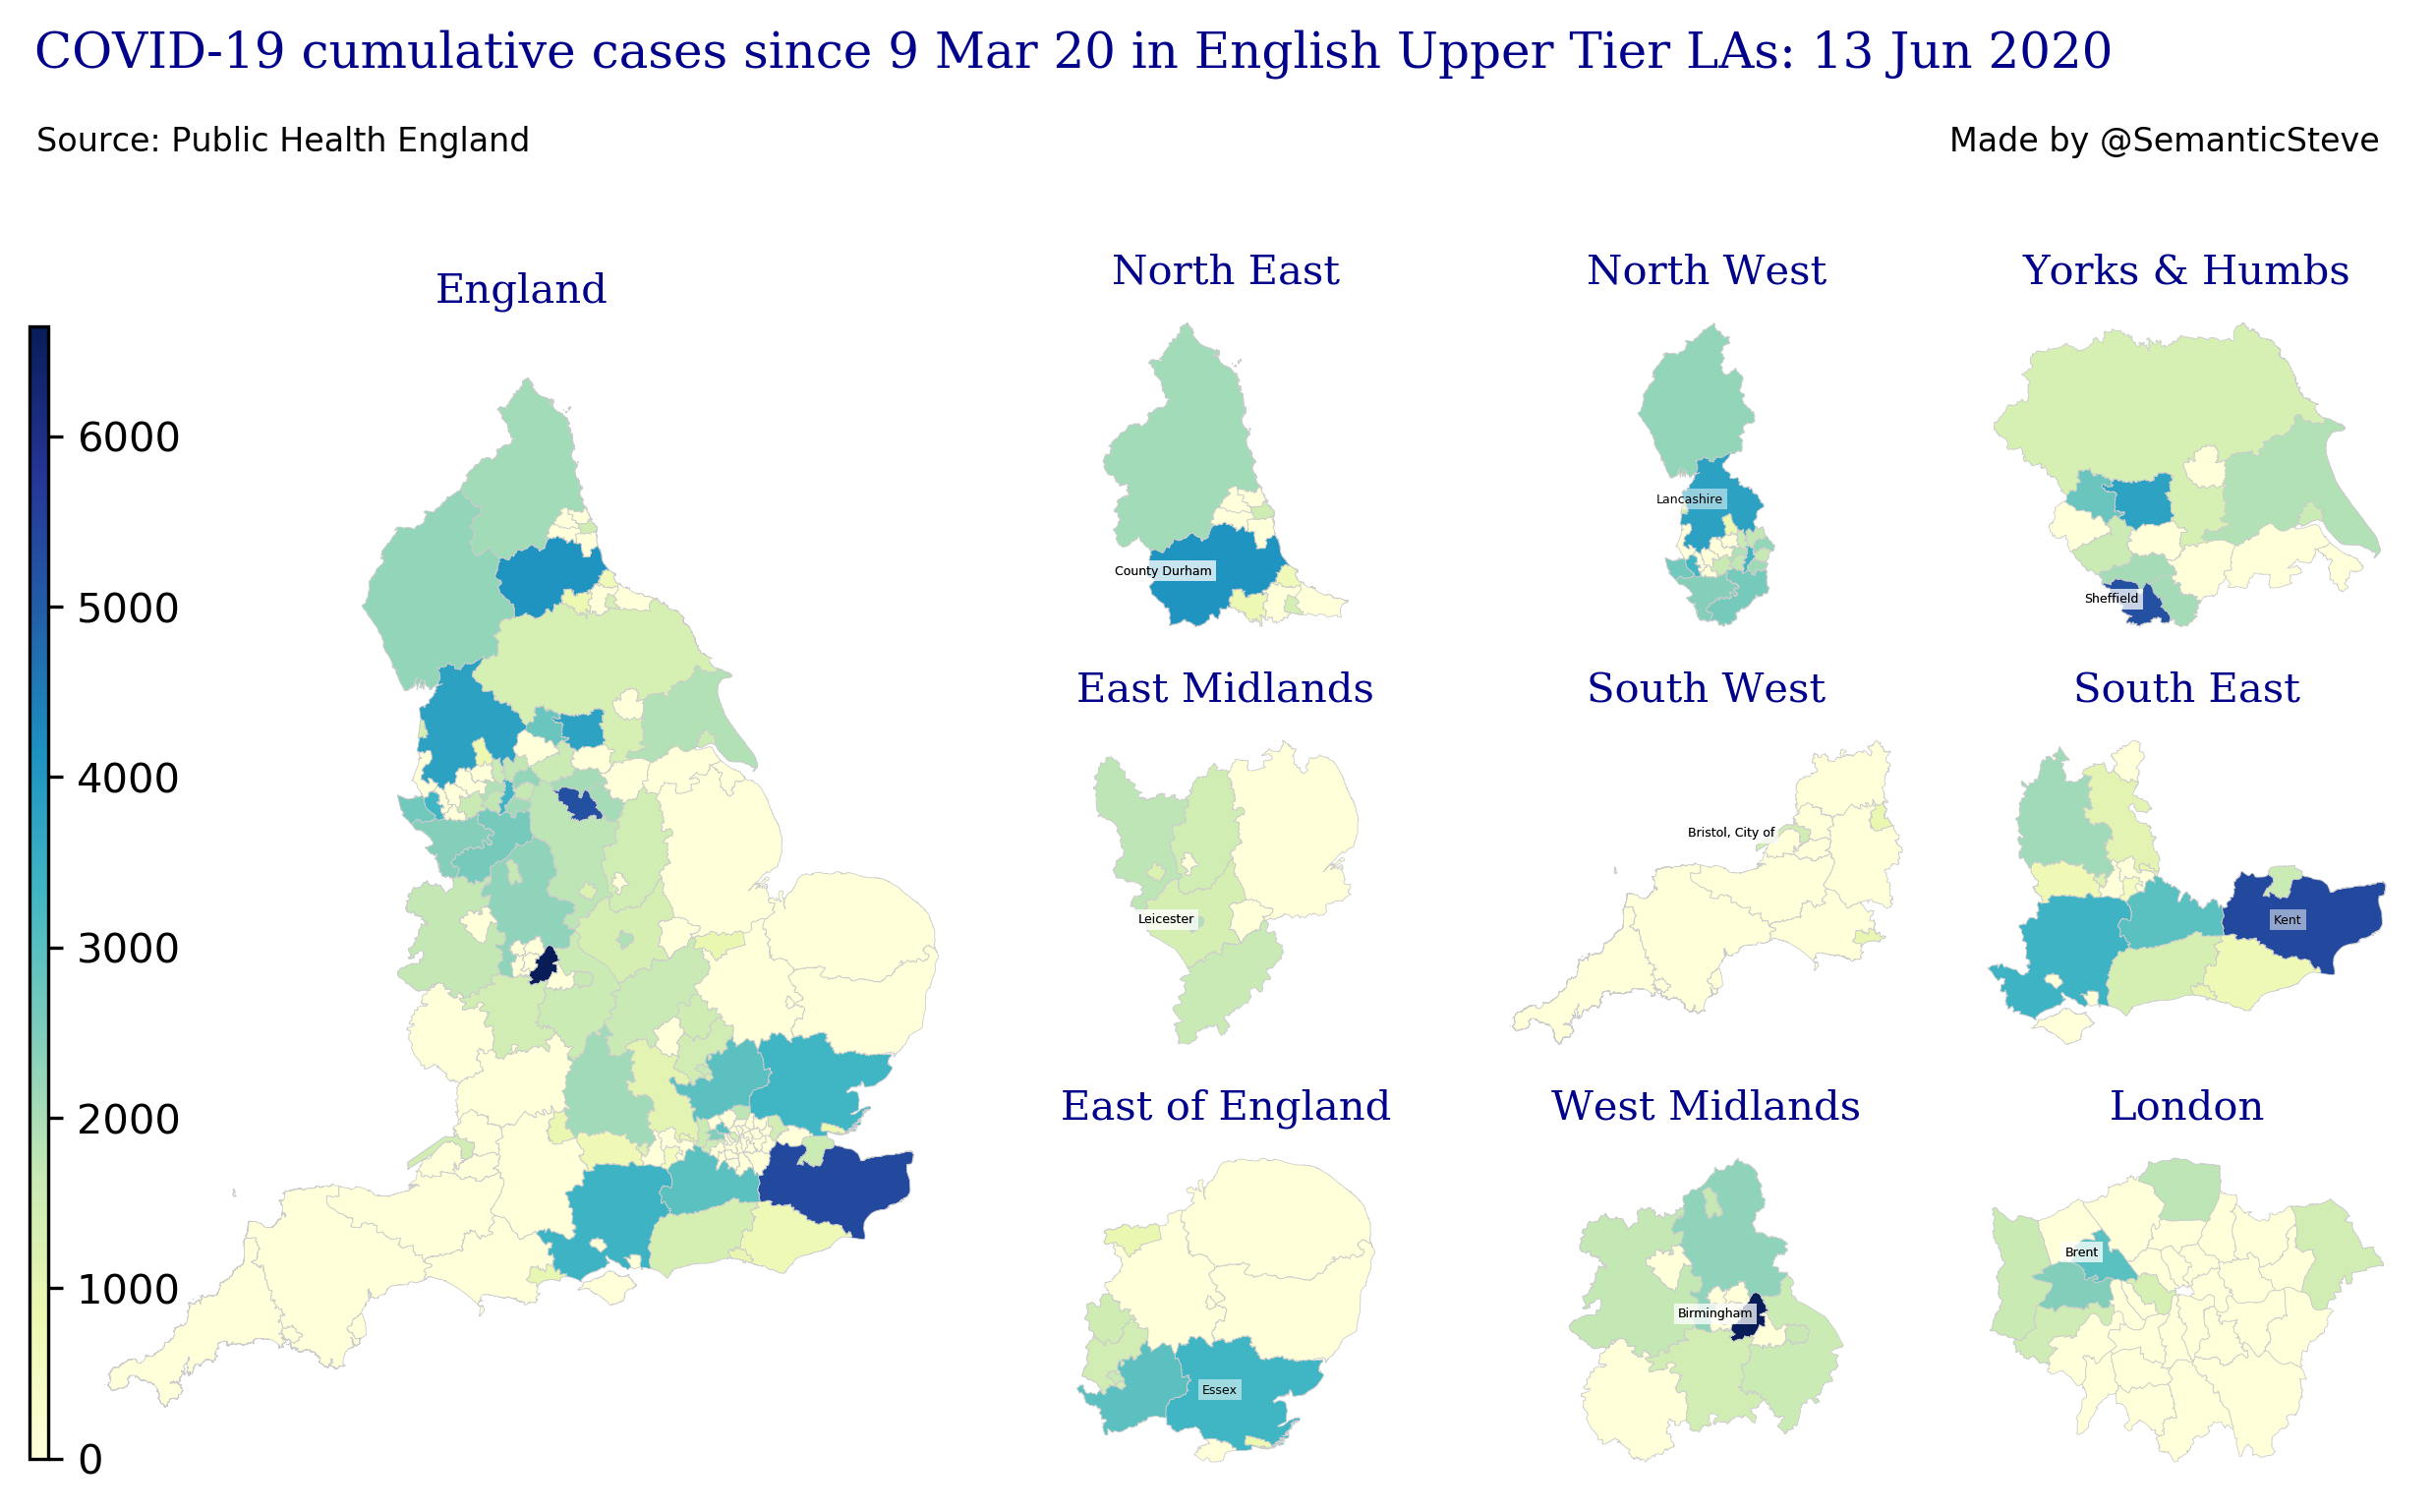 COVID-19 cumulative cases since 9 Mar 20 in English Upper Tier LAs: 13 Jun 2020
Source: Public Health England
Made by @SemanticSteve
England
6000
5000
4000
3000
2000
1000
0
North East
County Durham
North West
Lancashire
Yorks & Humbs
Sheffield
East Midlands
Leicester
South West
Bristol, City of
South East
Kent
East of England
Essex
West Midlands
Birmingham
London
Brent